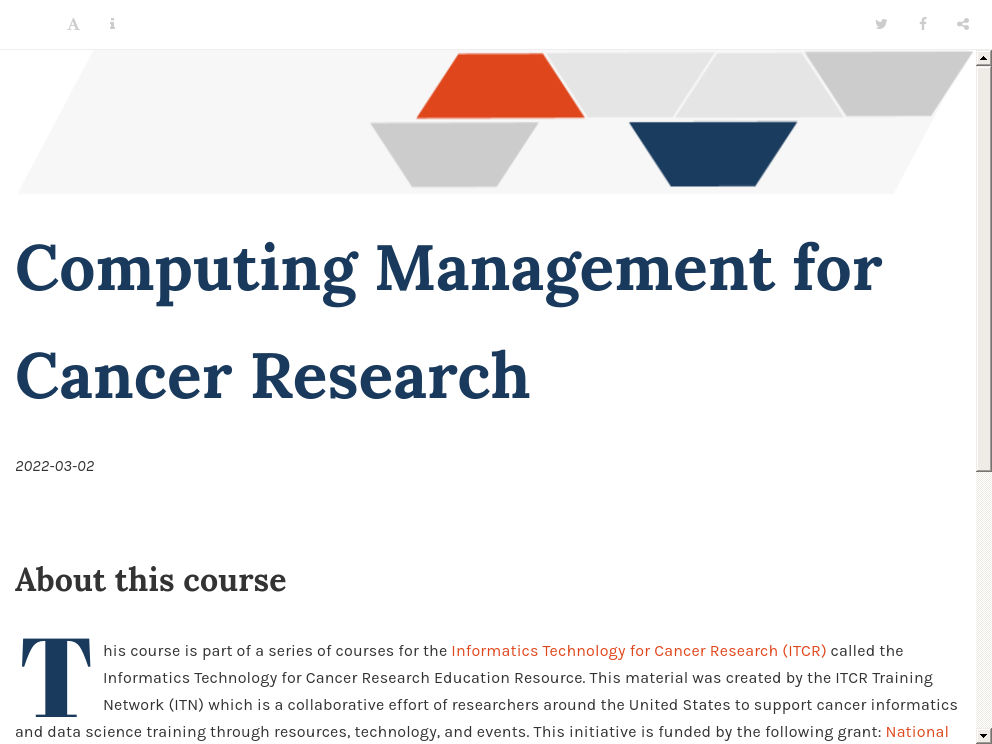 Computing Management for
Cancer Research
2022-03-02
About this course
This course is part of a series of courses for the Informatics Technology for Cancer Research (ITCR) called the
Informatics Technology for Cancer Research Education Resource. This material was created by the ITCR Training
Network (ITN) which is a collaborative effort of researchers around the United States to support cancer informatics
and data science training through resources, technology, and events. This initiative is funded by the following grant: National